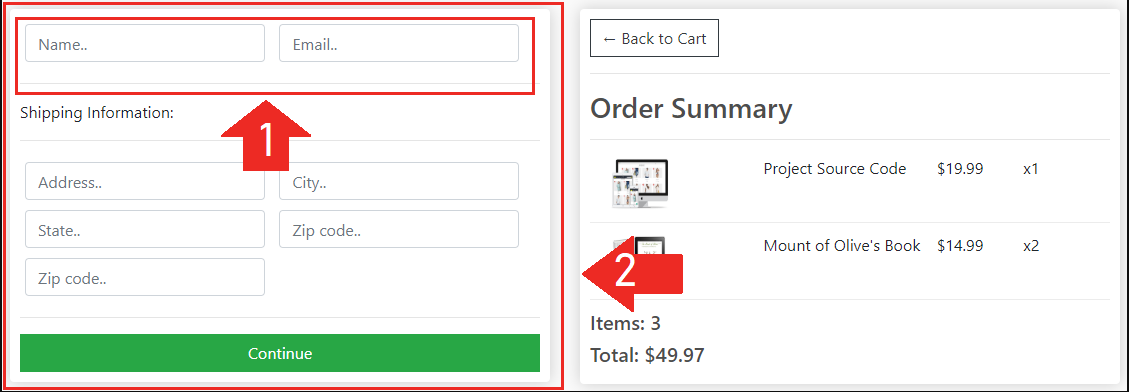 Name..
Email..
1
Shipping Information:
Address..
City..
State..
Zip code..
Zip code..
Continue
← Back to Cart
Order Summary
Project Source Code $19.99 x1
Mount of Olive's Book $14.99 x2
2
Items: 3
Total: $49.97